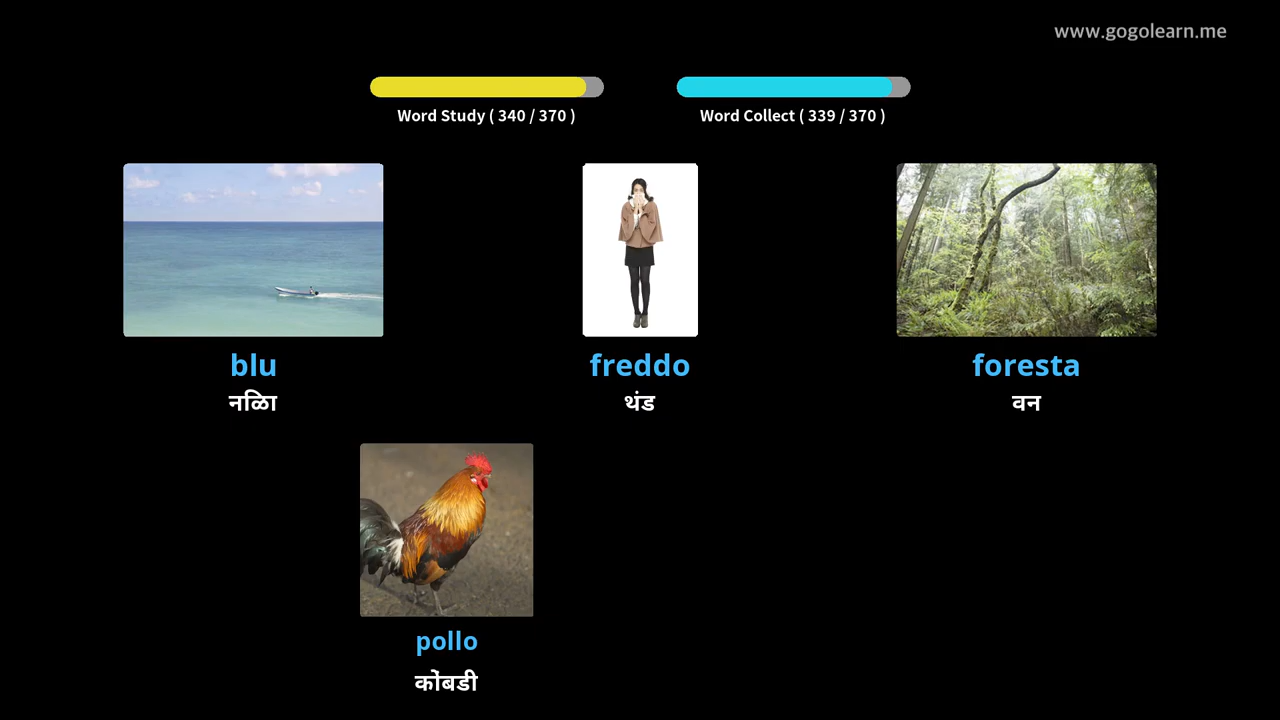 www.gogolearn.me
Word Study ( 340 / 370 )
Word Collect ( 339 / 370 )
blu
freddo
foresta
नळिा
थंड
वन
pollo
कोंबडी